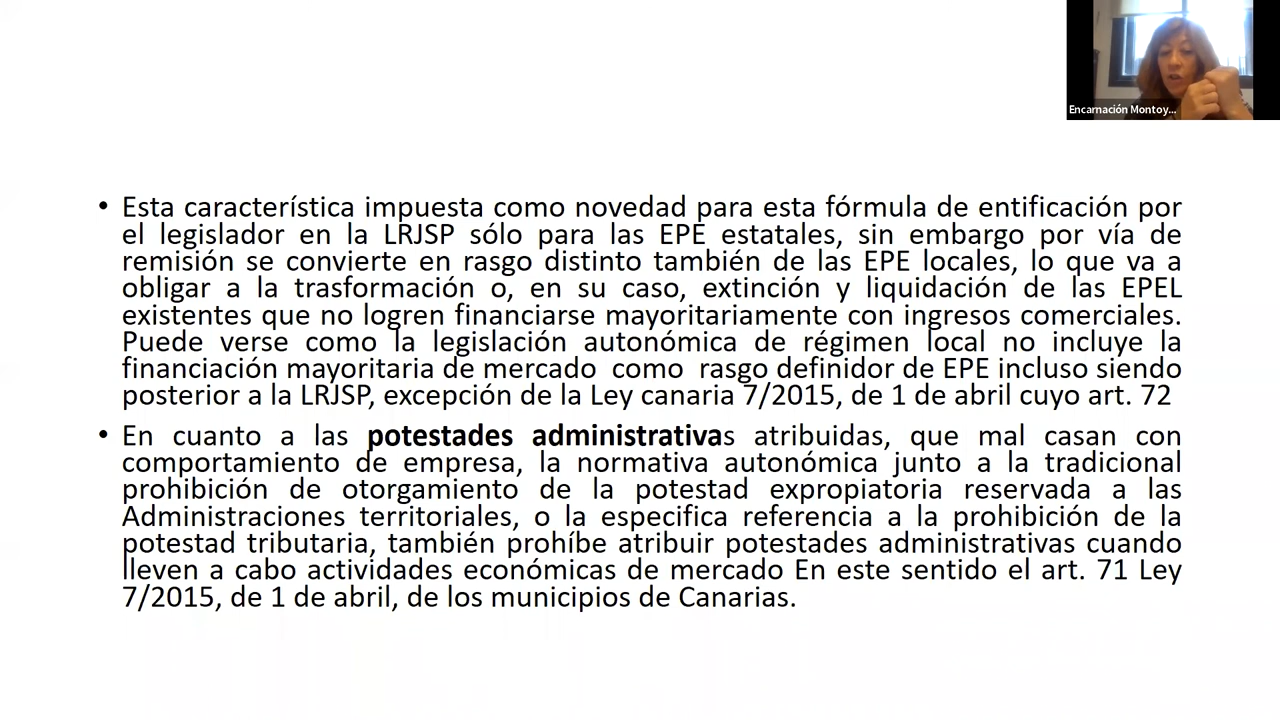 Encarnación Montoy...
• Esta característica impuesta como novedad para esta fórmula de entificación por
el legislador en la LRJSP sólo para las EPE estatales, sin embargo por vía de
remisión se convierte en rasgo distinto también de las EPE locales, lo que va a
obligar a la trasformación o, en su caso, extinción y liquidación de las EPEL
existentes que no logren financiarse mayoritariamente con ingresos comerciales.
Puede verse como la legislación autonómica de régimen local no incluye la
financiación mayoritaria de mercado como rasgo definidor de EPE incluso siendo
posterior a la LRJSP, excepción de la Ley canaria 7/2015, de 1 de abril cuyo art. 72
• En cuanto a las potestades administrativas atribuidas, que mal casan con
comportamiento de empresa, la normativa autonómica junto a la tradicional
prohibición de otorgamiento de la potestad expropiatoria reservada a las
Administraciones territoriales, o la especifica referencia a la prohibición de la
potestad tributaria, también prohíbe atribuir potestades administrativas cuando
lleven a cabo actividades económicas de mercado En este sentido el art. 71 Ley
7/2015, de 1 de abril, de los municipios de Canarias.